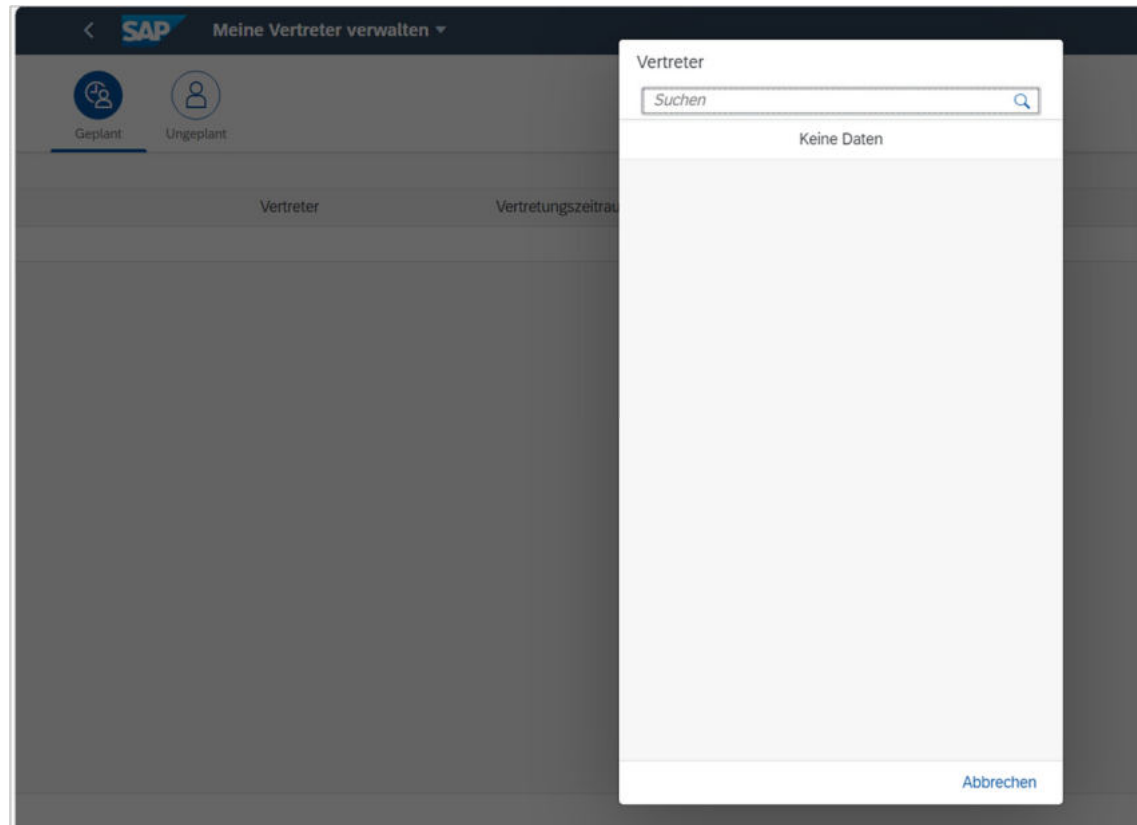 SAP Meine Vertreter verwalten
Geplant
Ungeplant
Vertreter
Vertretungszeitrau
Vertreter
Suchen
Keine Daten
Abbrechen